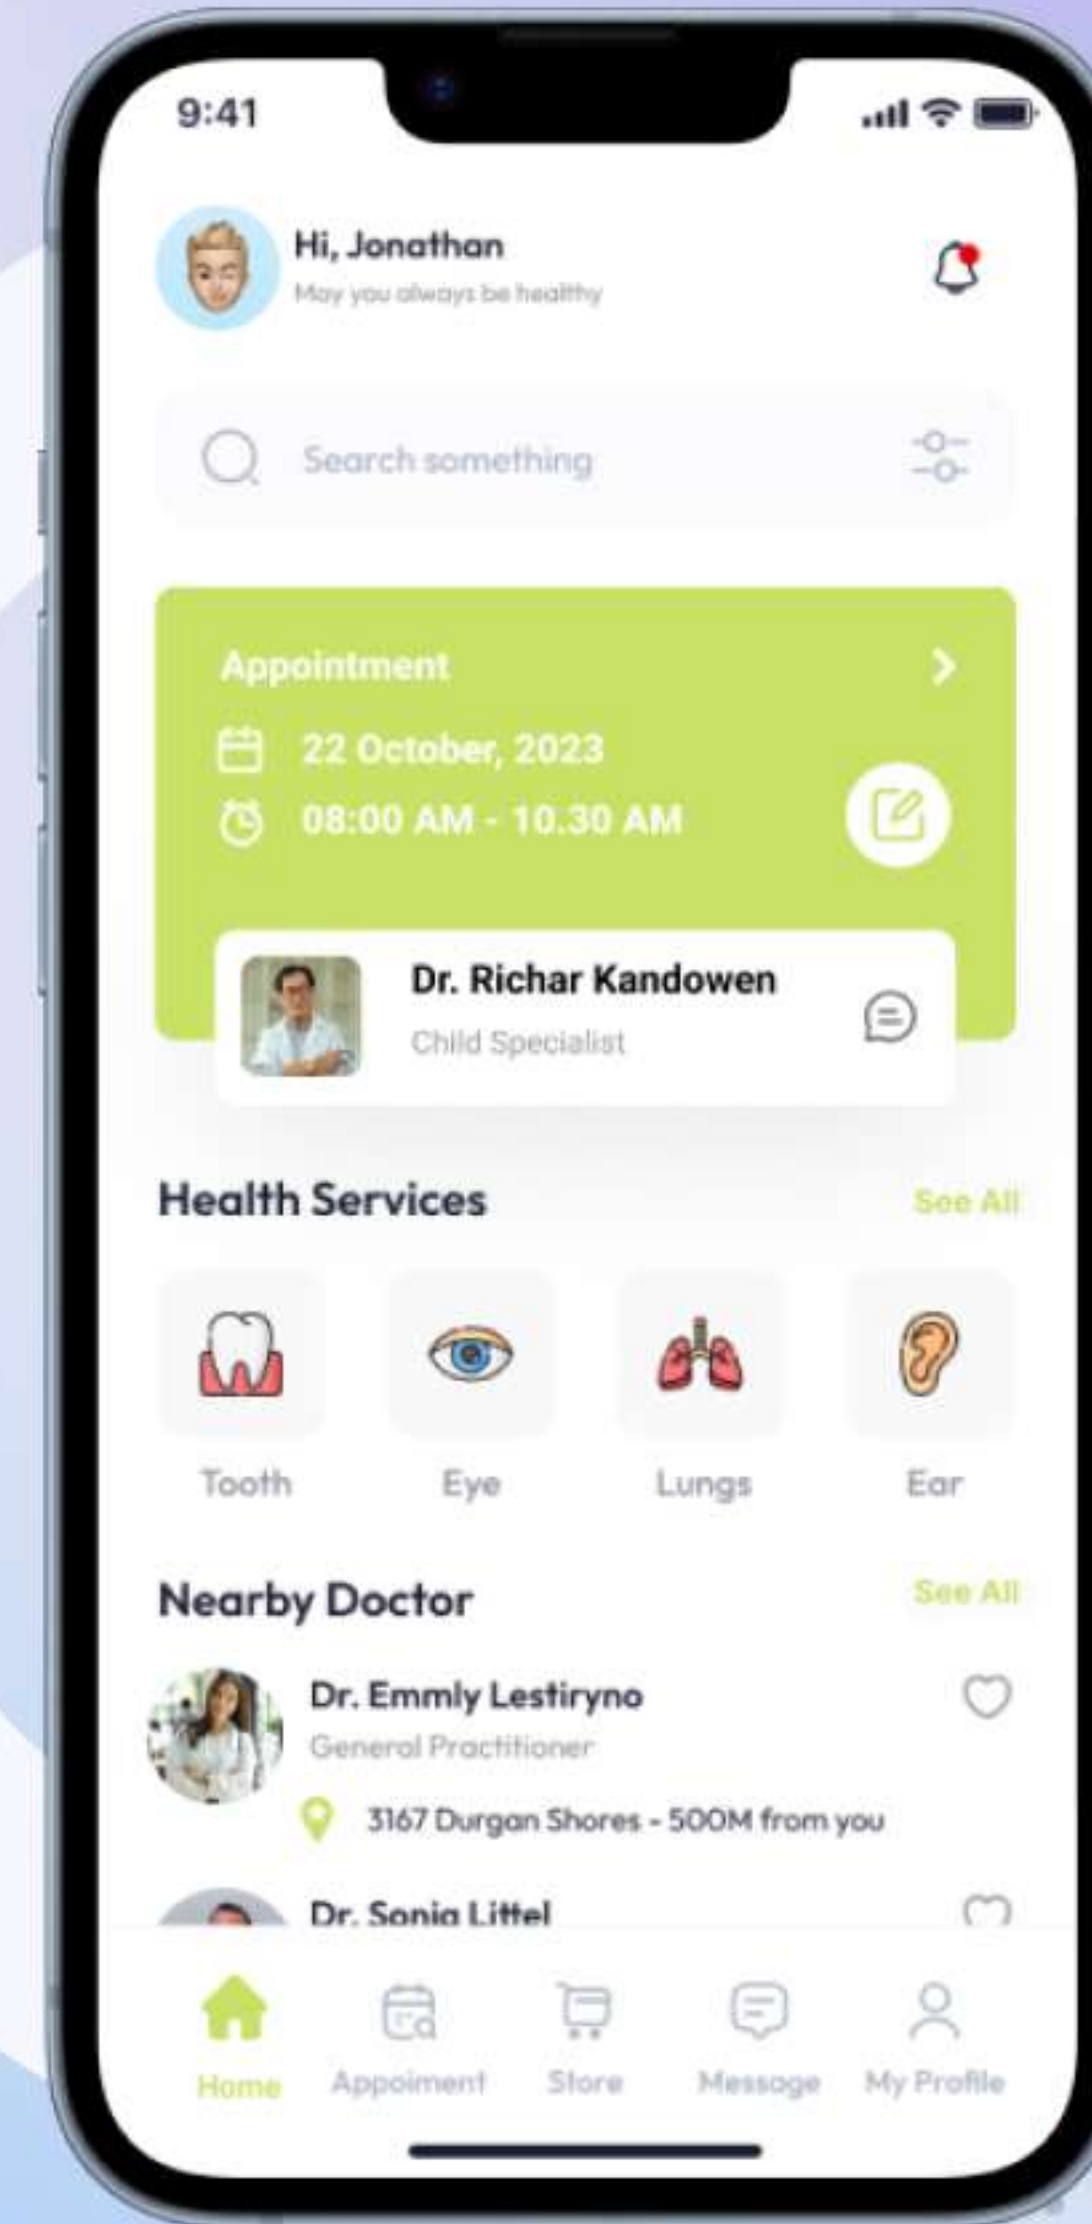 9:41
Hi, Jonathan
May you always be healthy
Search something
Appointment
22 October, 2023
08:00 AM - 10.30 AM
Dr. Richar Kandowen
Child Specialist
Health Services
See All
Tooth
Eye
Lungs
Ear
Nearby Doctor
See All
Dr. Emmly Lestiryno
General Practitioner
3167 Durgan Shores - 500M from you
Dr. Sonia Littel
Home
Appoiment
Store
Message
My Profile